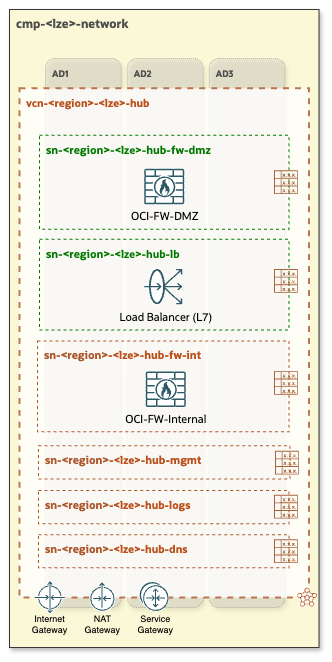 cmp-<lze>-network
AD1
AD2
AD3
vcn-<region>-<lze>-hub
sn-<region>-<lze>-hub-fw-dmz
OCI-FW-DMZ
sn-<region>-<lze>-hub-lb
Load Balancer (L7)
sn-<region>-<lze>-hub-fw-int
OCI-FW-Internal
sn-<region>-<lze>-hub-mgmt
sn-<region>-<lze>-hub-logs
sn-<region>-<lze>-hub-dns
Internet
Gateway
NAT
Gateway
Service
Gateway